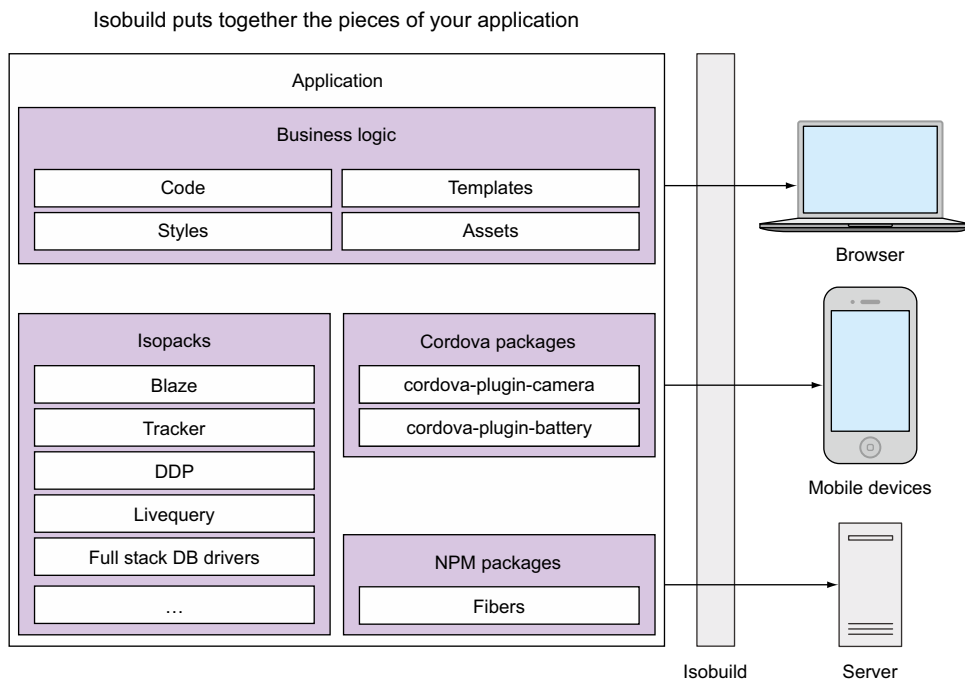 Isobuild puts together the pieces of your application
Application
Business logic
Code
Templates
Styles
Assets
Isopacks
Blaze
Tracker
DDP
Livequery
Full stack DB drivers
...
Cordova packages
cordova-plugin-camera
cordova-plugin-battery
NPM packages
Fibers
Isobuild
Browser
Mobile devices
Server